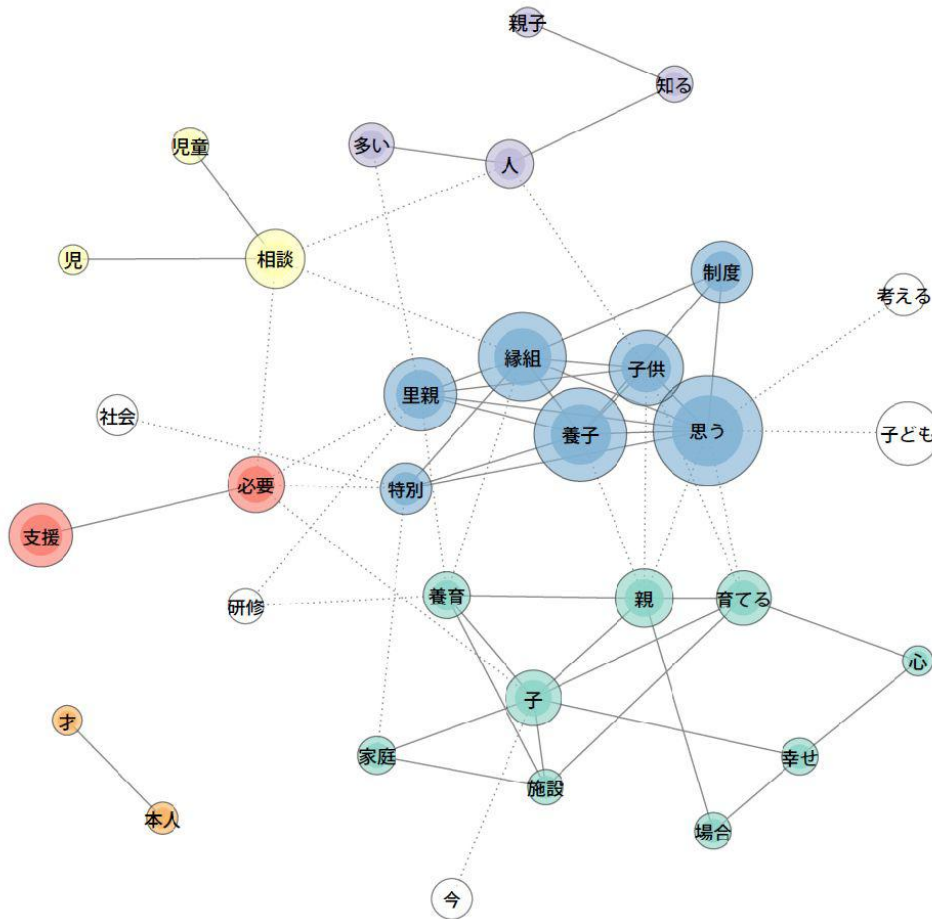 親子
知る
児童
多い
人
児
相談
制度
考える
縁組
子供
里親
社会
養子
思う
子ども
必要
特別
支援
研修
養育
親
育てる
心
子
才
家庭
幸せ
施設
本人
場合
今